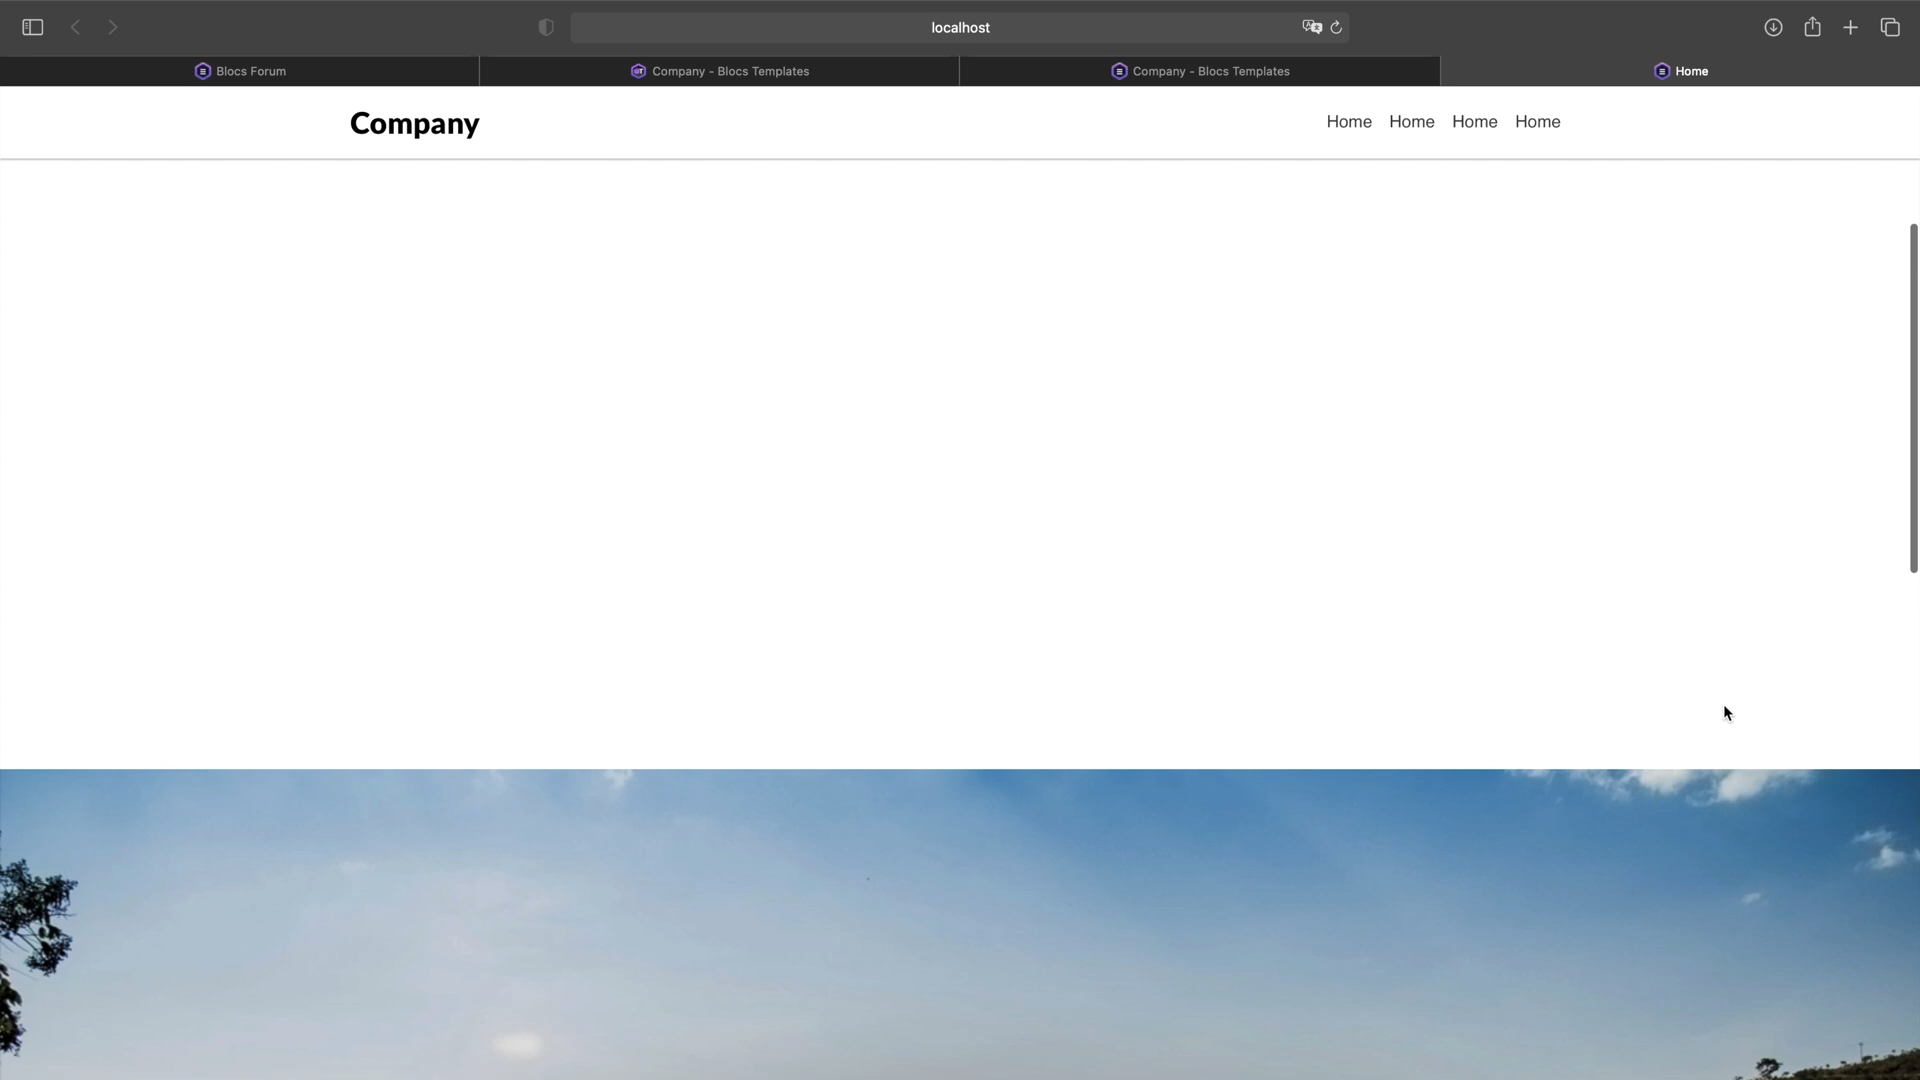 localhost
Blocs Forum
Company - Blocs Templates
Company - Blocs Templates
Home
Company
Home Home Home Home